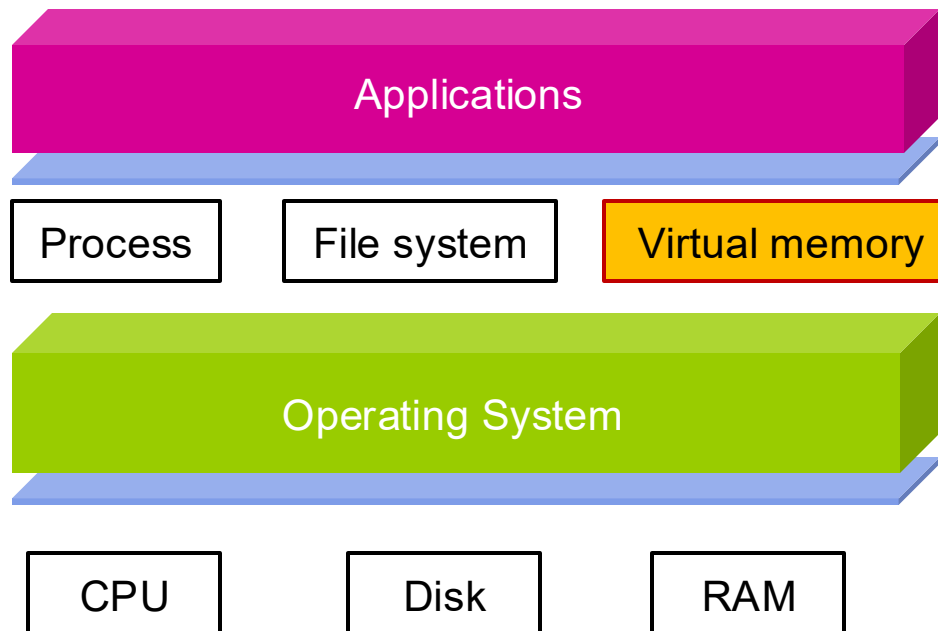 Applications
Process
File system
Virtual memory
Operating System
CPU
Disk
RAM